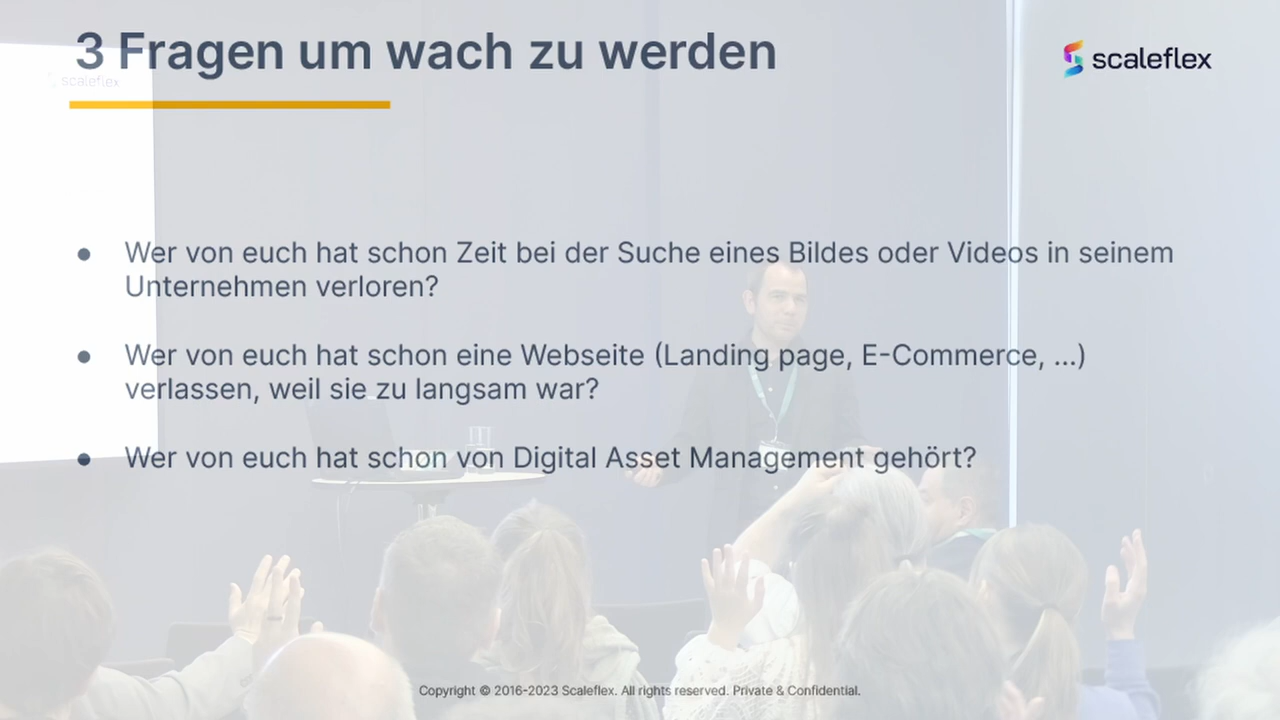 3 Fragen um wach zu werden
scaleflex
scaleflex
● Wer von euch hat schon Zeit bei der Suche eines Bildes oder Videos in seinem
Unternehmen verloren?
● Wer von euch hat schon eine Webseite (Landing page, E-Commerce, ...)
verlassen, weil sie zu langsam war?
● Wer von euch hat schon von Digital Asset Management gehört?
Copyright © 2016-2023 Scaleflex. All rights reserved. Private & Confidential.